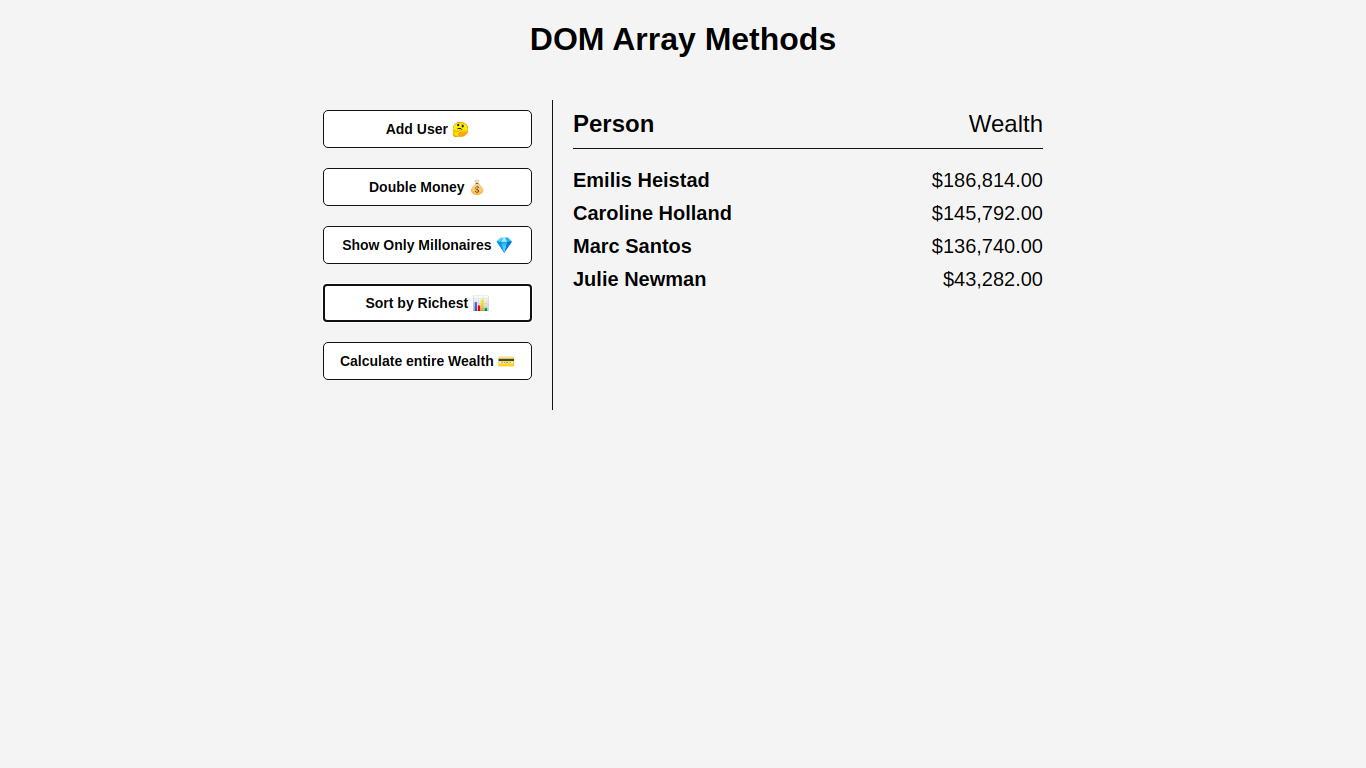 DOM Array Methods
Add User 🤔
Double Money 💰
Show Only Millonaires 💎
Sort by Richest 📊
Calculate entire Wealth 💳
Person Wealth
Emilis Heistad $186,814.00
Caroline Holland $145,792.00
Marc Santos $136,740.00
Julie Newman $43,282.00